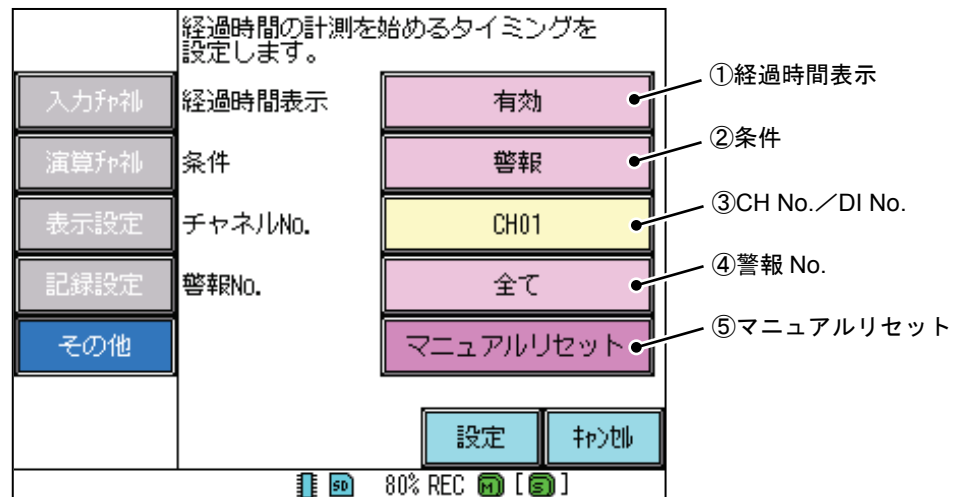 経過時間の計測を始めるタイミングを
設定します。
入力ﾁｬﾈﾙ
経過時間表示
有効
①経過時間表示
演算ﾁｬﾈﾙ
条件
警報
②条件
表示設定
チャネルNo.
CH01
③CH No.／DI No.
記録設定
警報No.
全て
④警報 No.
その他
マニュアルリセット
⑤マニュアルリセット
設定
ｷｬﾝｾﾙ
SD 80% REC M [S]